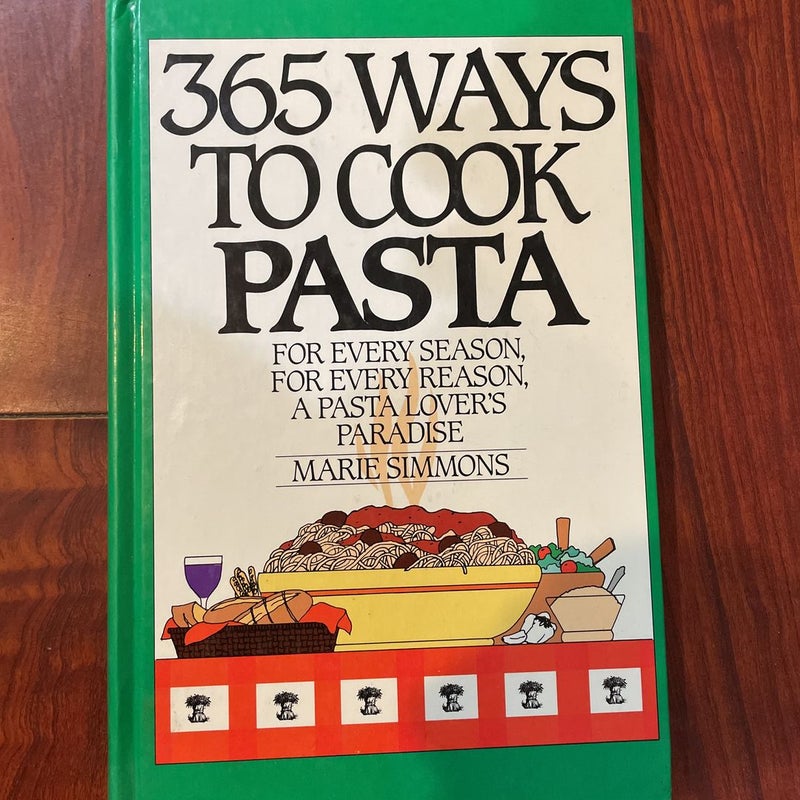 365 WAYS
TO COOK
PASTA
FOR EVERY SEASON,
FOR EVERY REASON,
A PASTA LOVER'S
PARADISE
MARIE SIMMONS